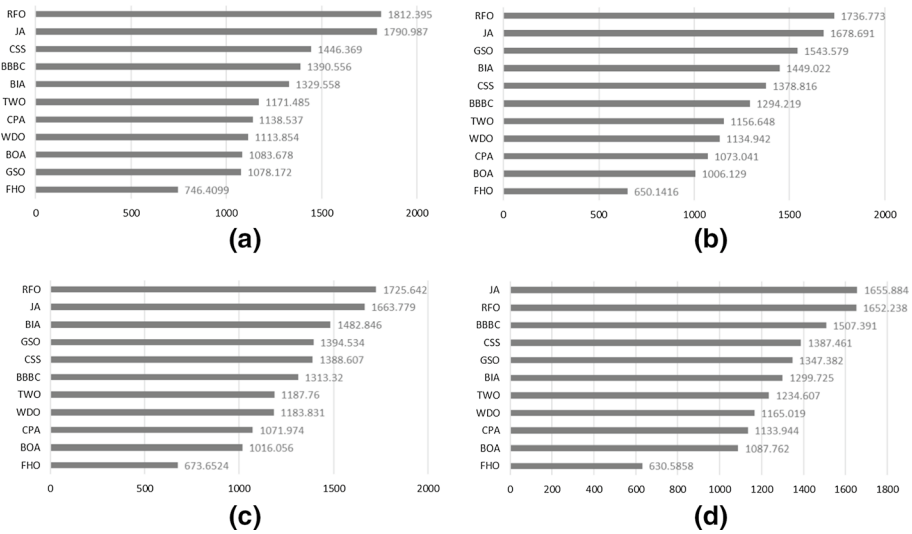 RFO 1812.395
JA 1790.987
CSS 1446.369
BBBC 1390.556
BIA 1329.558
TWO 1171.485
CPA 1138.537
WDO 1113.854
BOA 1083.678
GSO 1078.172
FHO 746.4099
0 500 1000 1500 2000
(a)
RFO 1736.773
JA 1678.691
GSO 1543.579
BIA 1449.022
CSS 1378.816
BBBC 1294.219
TWO 1156.648
WDO 1134.942
CPA 1073.041
BOA 1006.129
FHO 650.1416
0 500 1000 1500 2000
(b)
RFO 1725.642
JA 1663.779
BIA 1482.846
GSO 1394.534
CSS 1388.607
BBBC 1313.32
TWO 1187.76
WDO 1183.831
CPA 1071.974
BOA 1016.056
FHO 673.6524
0 500 1000 1500 2000
(c)
JA 1655.884
RFO 1652.238
BBBC 1507.391
CSS 1387.461
GSO 1347.382
BIA 1299.725
TWO 1234.607
WDO 1165.019
CPA 1133.944
BOA 1087.762
FHO 630.5858
0 200 400 600 800 1000 1200 1400 1600 1800
(d)